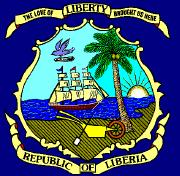 THE LOVE OF LIBERTY BROUGHT US HERE
REPUBLIC OF LIBERIA